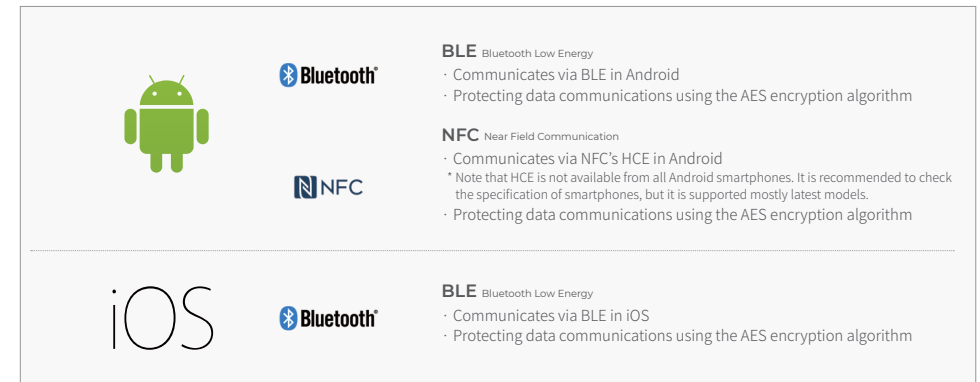 Bluetooth®
BLE Bluetooth Low Energy
· Communicates via BLE in Android
· Protecting data communications using the AES encryption algorithm
NFC
NFC Near Field Communication
· Communicates via NFC's HCE in Android
* Note that HCE is not available from all Android smartphones. It is recommended to check
the specification of smartphones, but it is supported mostly latest models.
· Protecting data communications using the AES encryption algorithm
iOS
Bluetooth®
BLE Bluetooth Low Energy
· Communicates via BLE in iOS
· Protecting data communications using the AES encryption algorithm